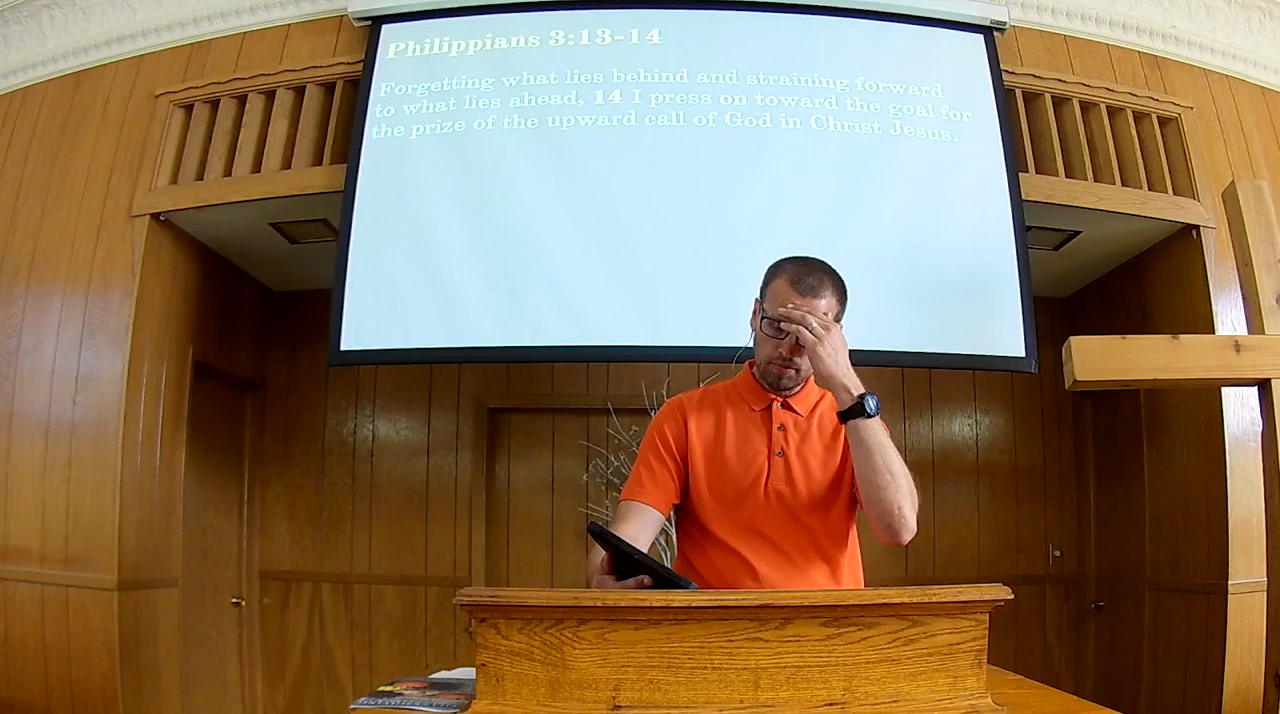 Philippians 3:13-14
Forgetting what lies behind and straining forward
to what lies ahead, 14 I press on toward the goal for
the prize of the upward call of God in Christ Jesus.